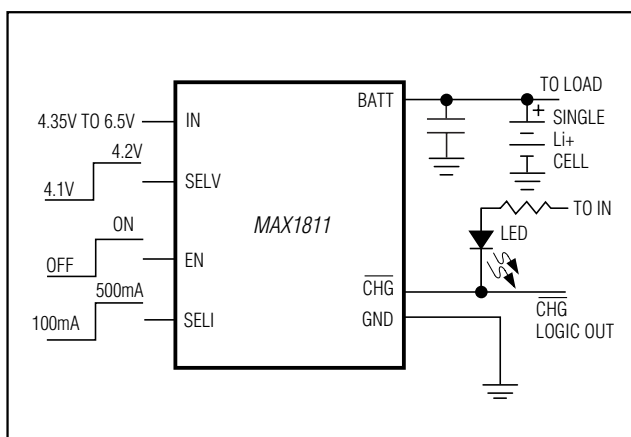 BATT
TO LOAD
4.35V TO 6.5V
IN
+
SINGLE
Li+
CELL
4.2V
4.1V
SELV
TO IN
MAX1811
LED
ON
OFF
EN
500mA
100mA
SELI
CHG
GND
CHG
LOGIC OUT